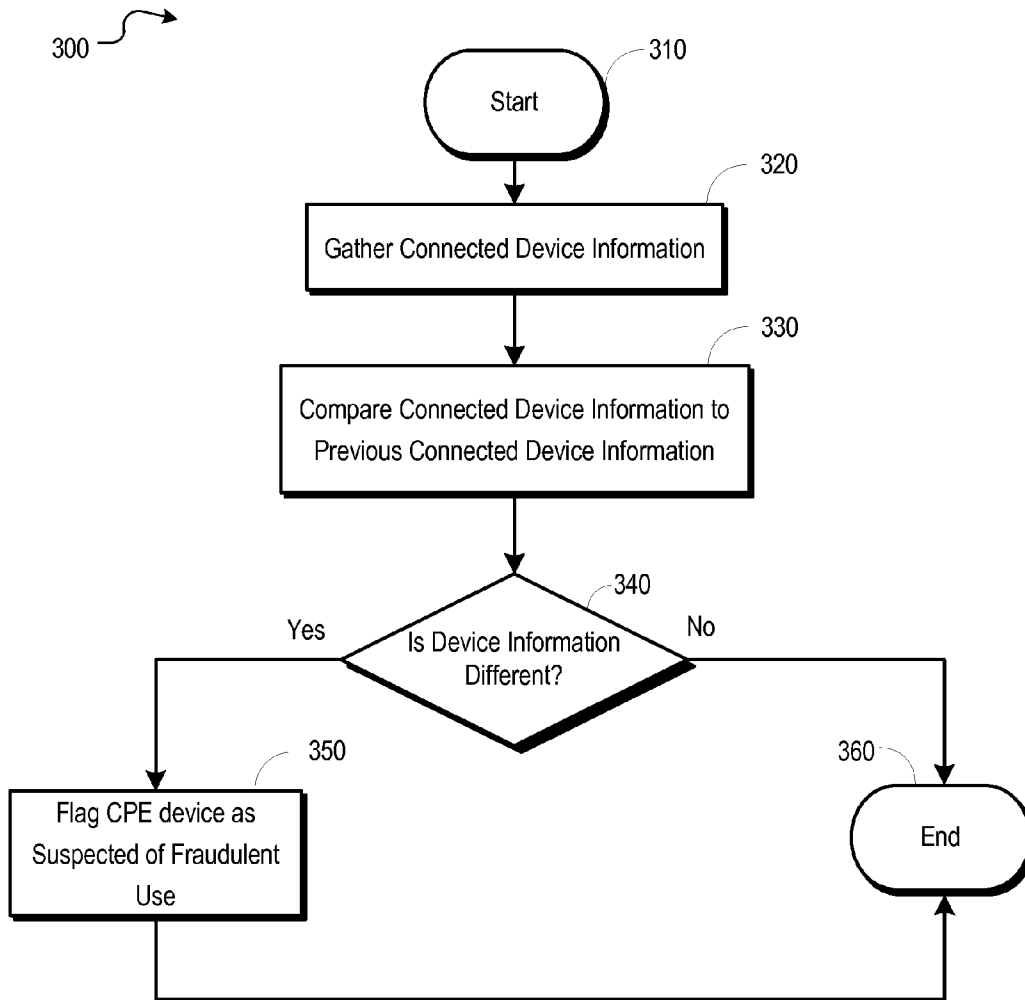 300
310
Start
320
Gather Connected Device Information
330
Compare Connected Device Information to
Previous Connected Device Information
340
Yes
No
Is Device Information
Different?
350
360
Flag CPE device as
Suspected of Fraudulent
Use
End